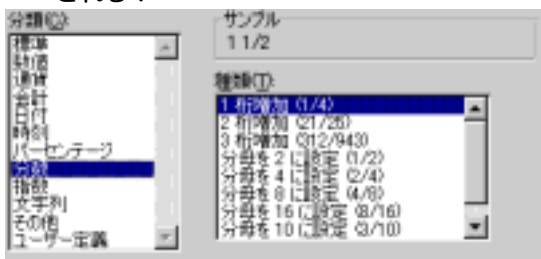 分類(C):
標準
数値
通貨
会計
日付
時刻
パーセンテージ
分数
指数
文字列
その他
ユーザー定義
サンプル
1 1/2
種類(T):
1 桁増加 (1/4)
2 桁増加 (21/25)
3 桁増加 (312/943)
分母を 2 に設定 (1/2)
分母を 4 に設定 (2/4)
分母を 8 に設定 (4/8)
分母を 16 に設定 (8/16)
分母を 10 に設定 (3/10)